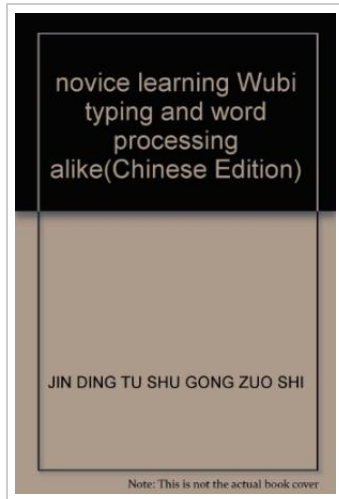 novice learning Wubi
typing and word
processing
alike(Chinese Edition)
JIN DING TU SHU GONG ZUO SHI
Note: This is not the actual book cover